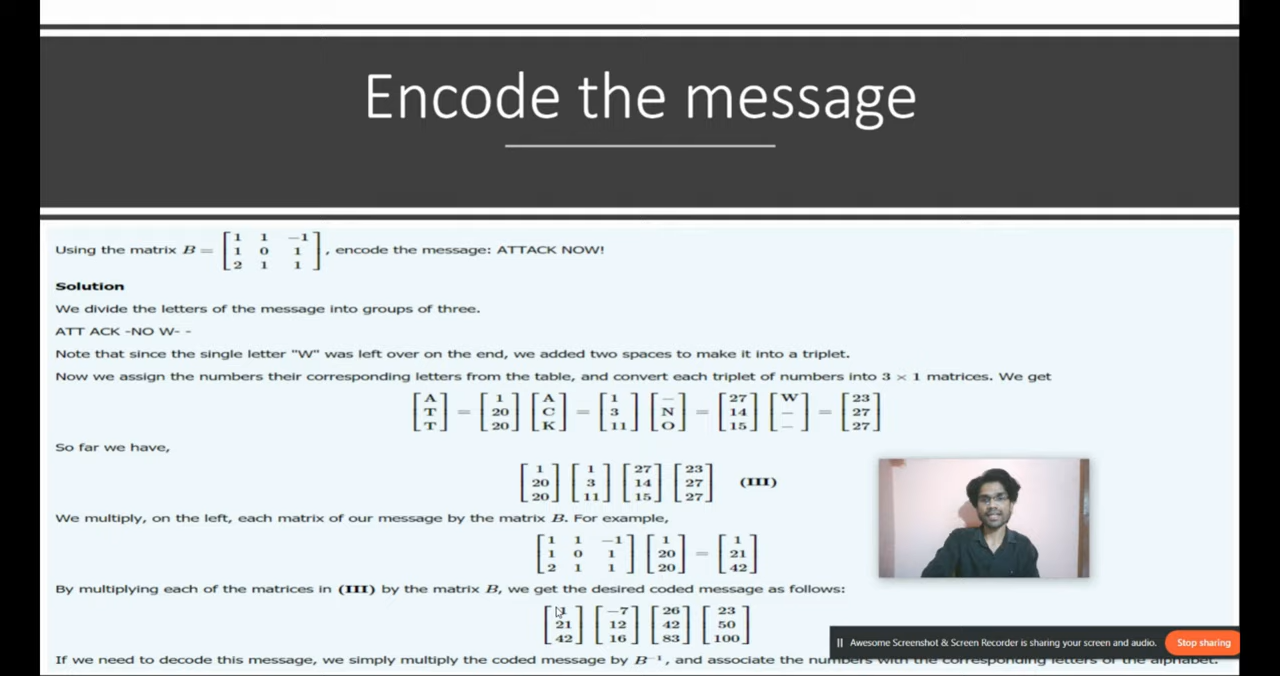 Encode the message
Using the matrix B = [1 1 −1; 1 0 1; 2 1 1], encode the message: ATTACK NOW!
Solution
We divide the letters of the message into groups of three.
ATT ACK -NO W- -
Note that since the single letter "W" was left over on the end, we added two spaces to make it into a triplet.
Now we assign the numbers their corresponding letters from the table, and convert each triplet of numbers into 3 × 1 matrices. We get
[A; T; T] = [1; 20; 20] [A; C; K] = [1; 3; 11] [−; N; O] = [27; 14; 15] [W; −; −] = [23; 27; 27]
So far we have,
[1; 20; 20] [1; 3; 11] [27; 14; 15] [23; 27; 27] (III)
We multiply, on the left, each matrix of our message by the matrix B. For example,
[1 1 −1; 1 0 1; 2 1 1] [1; 20; 20] = [1; 21; 42]
By multiplying each of the matrices in (III) by the matrix B, we get the desired coded message as follows:
[1; 21; 42] [−7; 12; 16] [26; 42; 83] [23; 50; 100]
Awesome Screenshot & Screen Recorder is sharing your screen and audio. Stop sharing
If we need to decode this message, we simply multiply the coded message by B⁻¹, and associate the numbers with the corresponding letters of the alphabet.